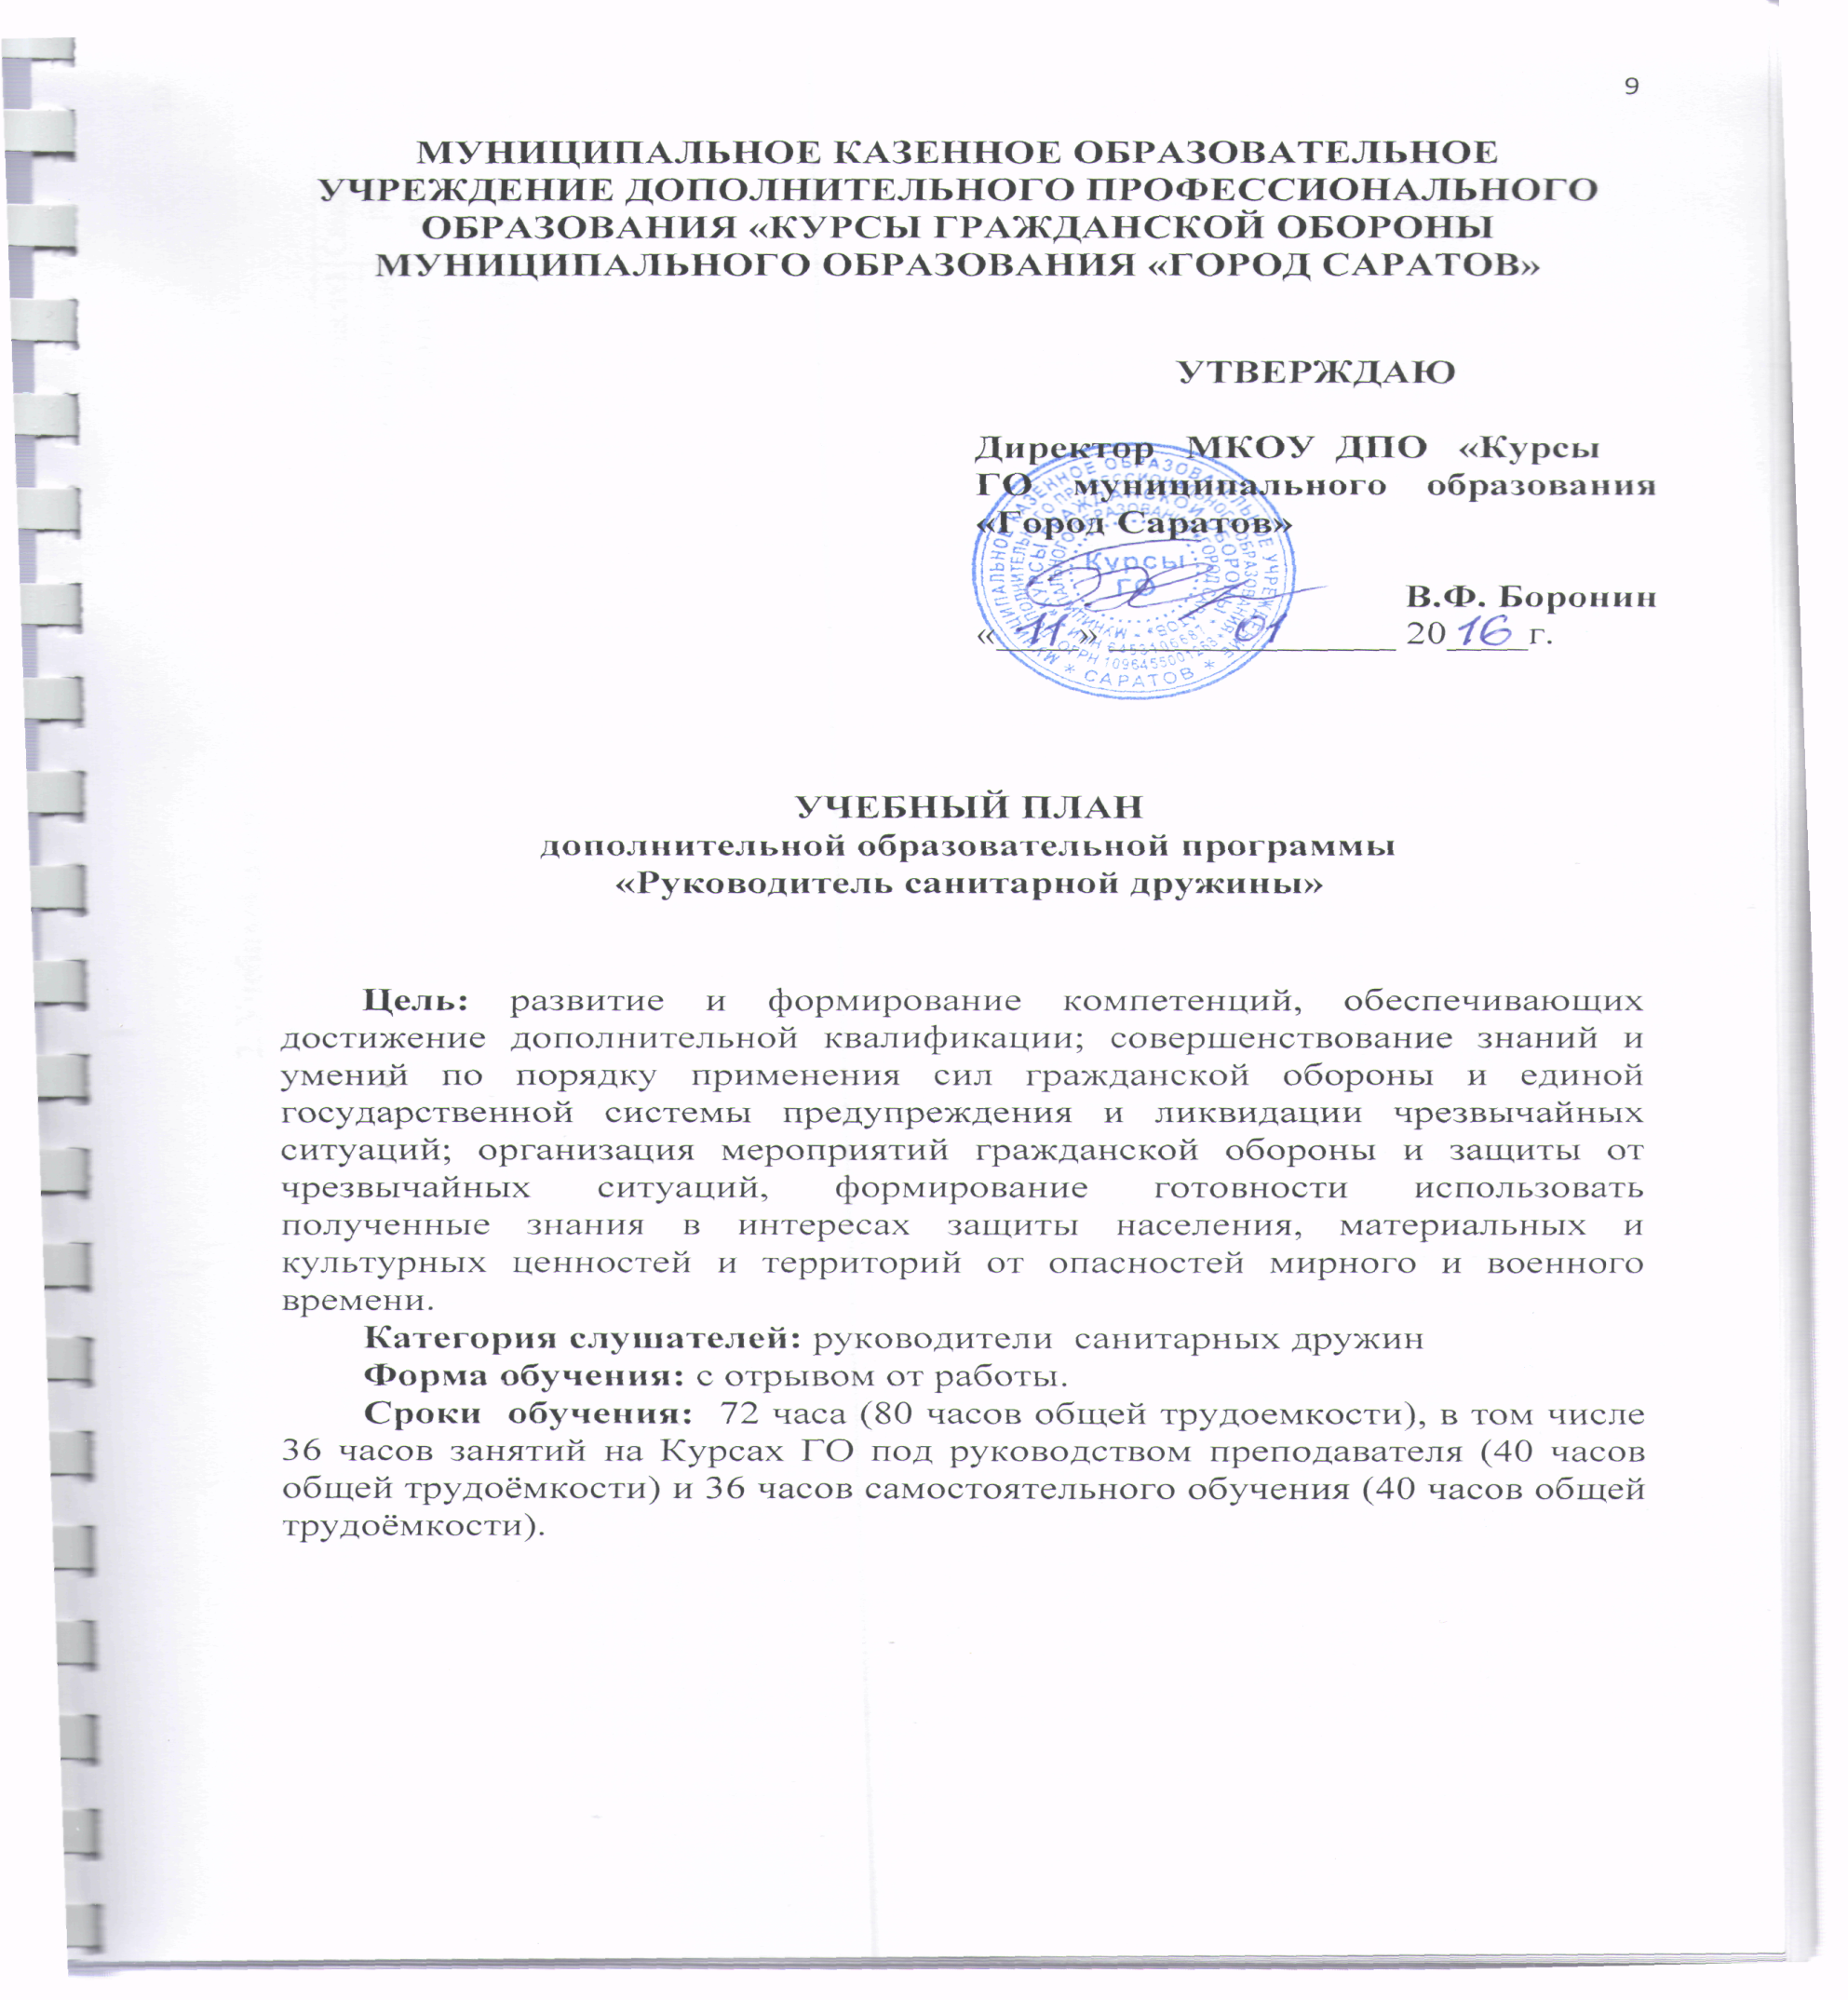 9
МУНИЦИПАЛЬНОЕ КАЗЕННОЕ ОБРАЗОВАТЕЛЬНОЕ
УЧРЕЖДЕНИЕ ДОПОЛНИТЕЛЬНОГО ПРОФЕССИОНАЛЬНОГО
ОБРАЗОВАНИЯ «КУРСЫ ГРАЖДАНСКОЙ ОБОРОНЫ
МУНИЦИПАЛЬНОГО ОБРАЗОВАНИЯ «ГОРОД САРАТОВ»
УТВЕРЖДАЮ
Директор МКОУ ДПО «Курсы
ГО муниципального образования
«Город Саратов»
Курсы
ГО
В.Ф. Боронин
« 11 » 01 2016 г.
САРАТОВ
УЧЕБНЫЙ ПЛАН
дополнительной образовательной программы
«Руководитель санитарной дружины»
Цель: развитие и формирование компетенций, обеспечивающих
достижение дополнительной квалификации; совершенствование знаний и
умений по порядку применения сил гражданской обороны и единой
государственной системы предупреждения и ликвидации чрезвычайных
ситуаций; организация мероприятий гражданской обороны и защиты от
чрезвычайных ситуаций, формирование готовности использовать
полученные знания в интересах защиты населения, материальных и
культурных ценностей и территорий от опасностей мирного и военного
времени.
Категория слушателей: руководители санитарных дружин
Форма обучения: с отрывом от работы.
Сроки обучения: 72 часа (80 часов общей трудоемкости), в том числе
36 часов занятий на Курсах ГО под руководством преподавателя (40 часов
общей трудоёмкости) и 36 часов самостоятельного обучения (40 часов общей
трудоёмкости).